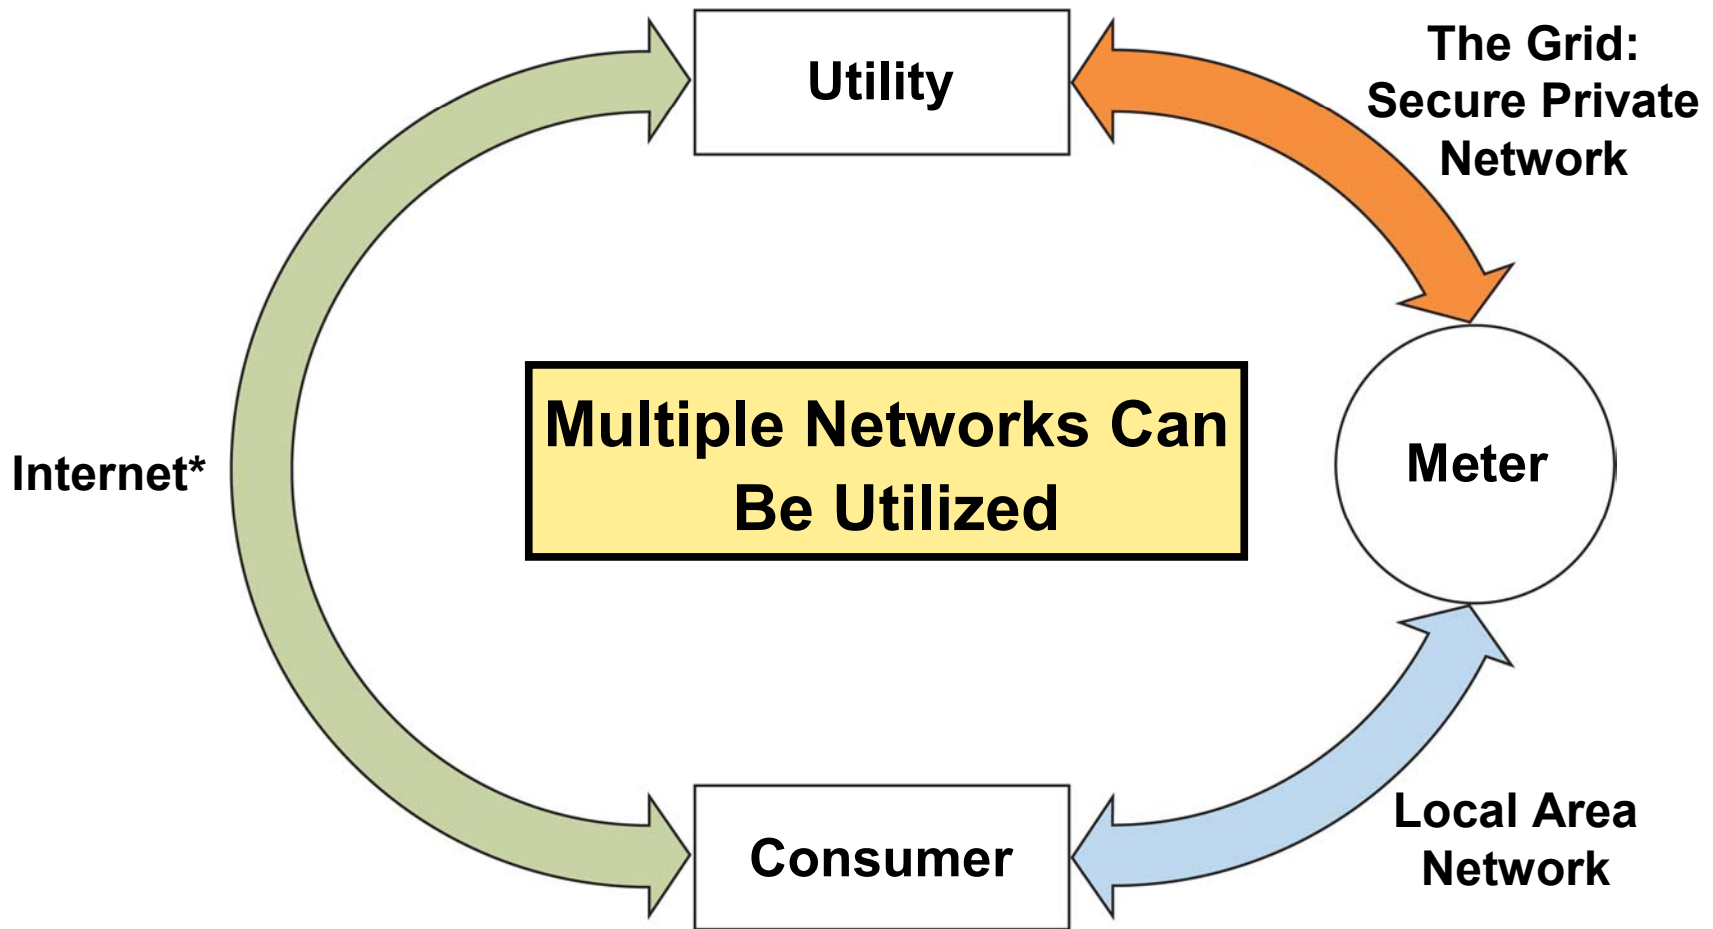 Utility
The Grid:
Secure Private
Network
Multiple Networks Can
Be Utilized
Internet*
Meter
Consumer
Local Area
Network